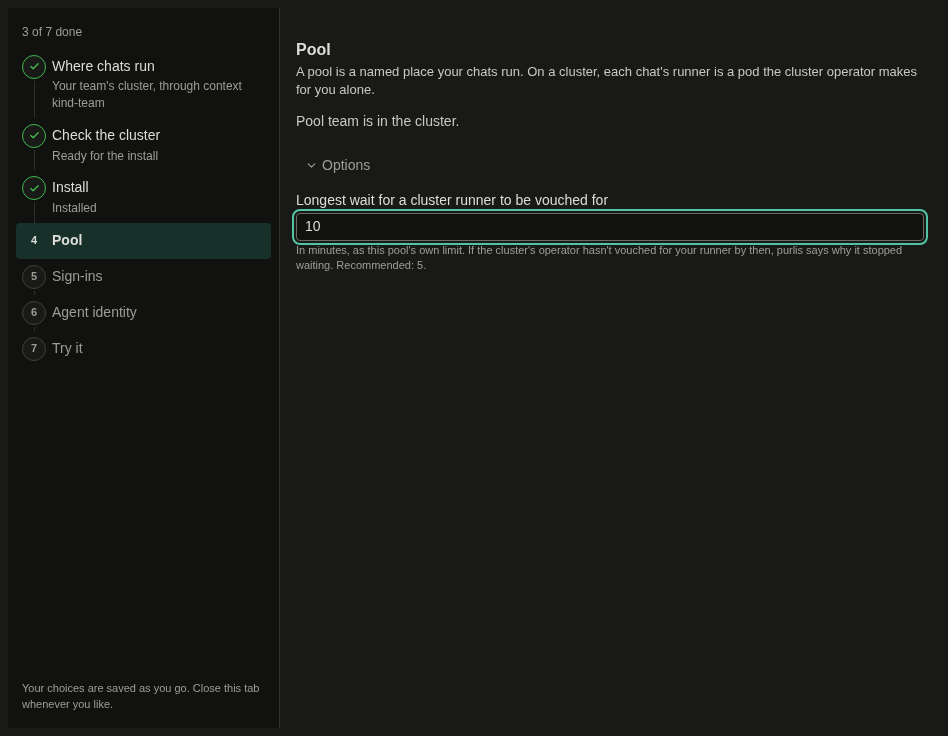 3 of 7 done
Where chats run
Your team's cluster, through context
kind-team
Check the cluster
Ready for the install
Install
Installed
4 Pool
5 Sign-ins
6 Agent identity
7 Try it
Your choices are saved as you go. Close this tab
whenever you like.
Pool
A pool is a named place your chats run. On a cluster, each chat's runner is a pod the cluster operator makes
for you alone.
Pool team is in the cluster.
Options
Longest wait for a cluster runner to be vouched for
10
In minutes, as this pool's own limit. If the cluster's operator hasn't vouched for your runner by then, purlis says why it stopped
waiting. Recommended: 5.